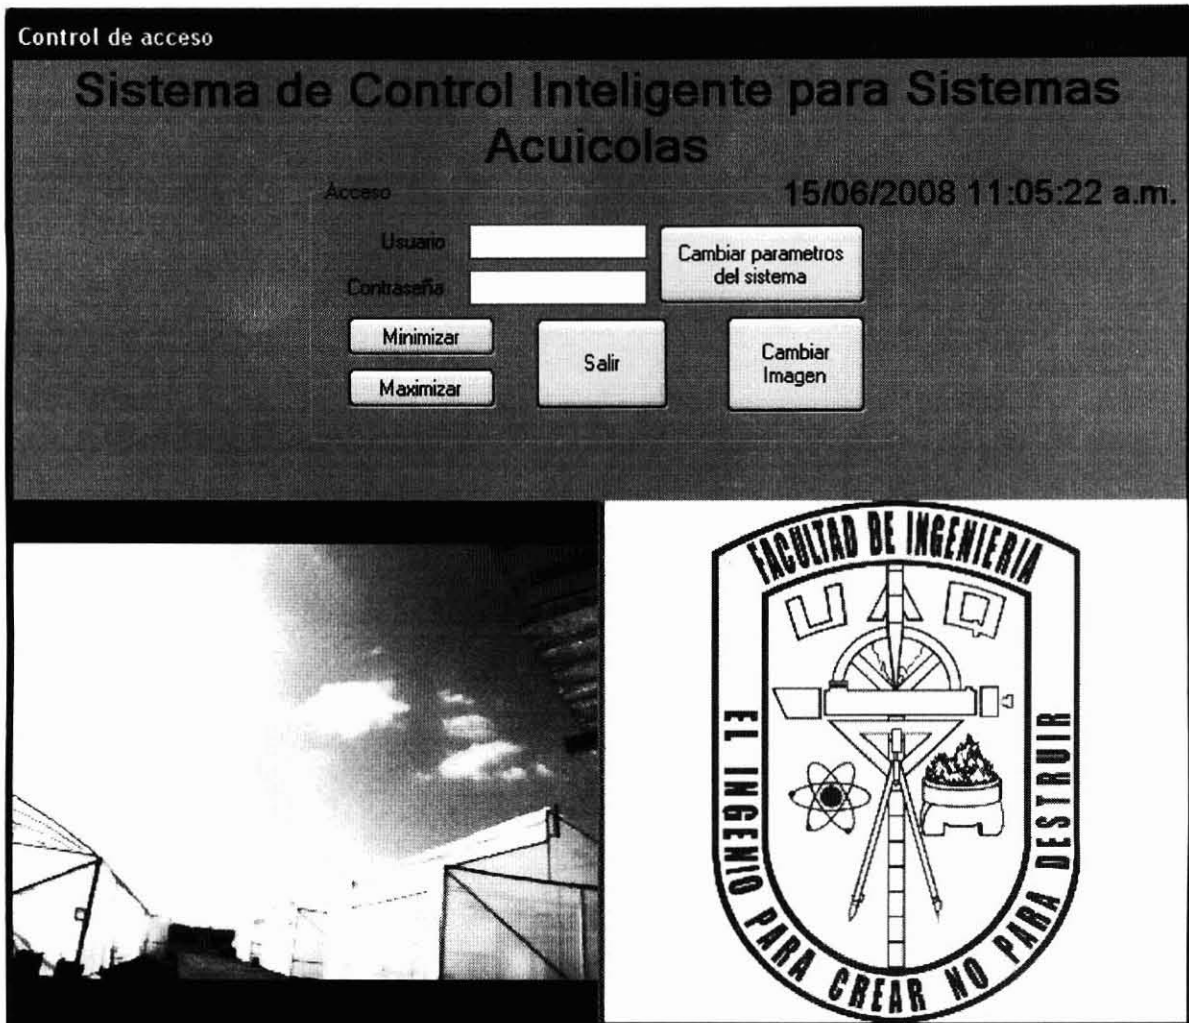 Control de acceso
Sistema de Control Inteligente para Sistemas
Acuicolas
Acceso
15/06/2008 11:05:22 a.m.
Usuario
Cambiar parametros
del sistema
Contraseña
Minimizar
Salir
Cambiar
Imagen
Maximizar
FACULTAD DE INGENIERIA
UAQ
EL INGENIO PARA CREAR NO PARA DESTRUIR